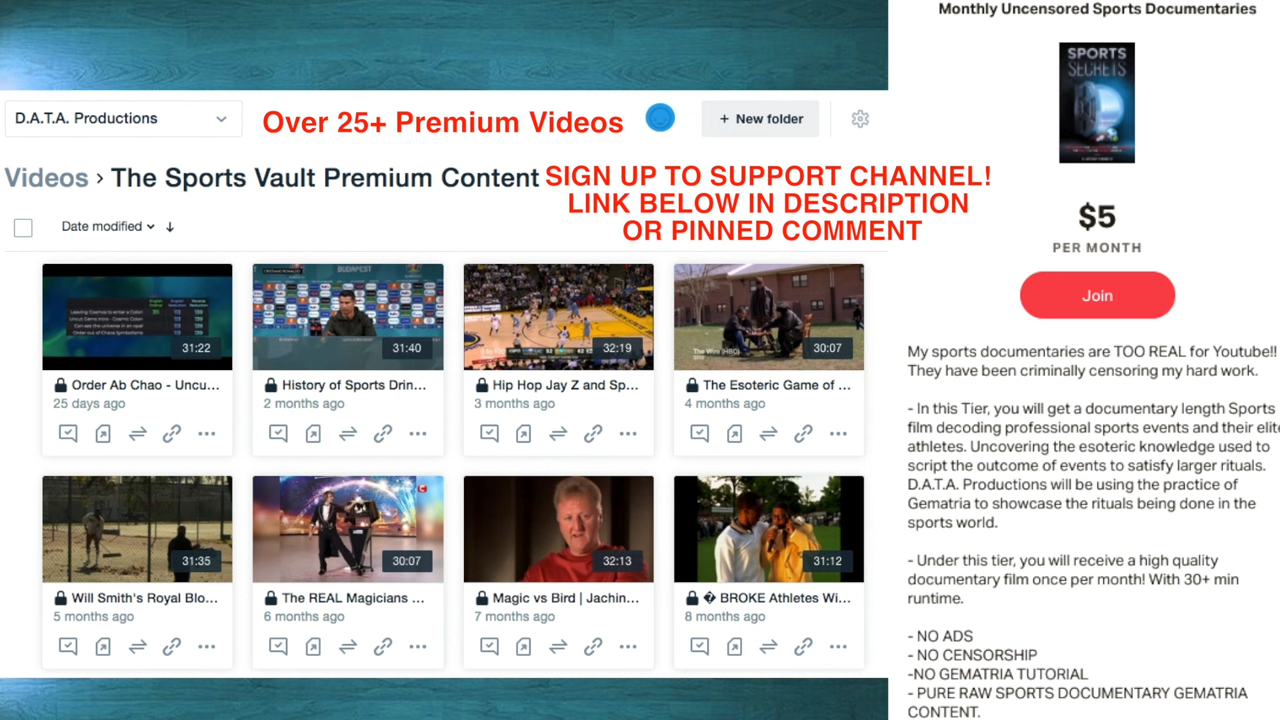 D.A.T.A. Productions
Over 25+ Premium Videos
+ New folder
Videos › The Sports Vault Premium Content
SIGN UP TO SUPPORT CHANNEL!
LINK BELOW IN DESCRIPTION
OR PINNED COMMENT
Date modified
31:22
Order Ab Chao - Uncu...
25 days ago
BUDAPEST
31:40
History of Sports Drin...
2 months ago
32:19
Hip Hop Jay Z and Sp...
3 months ago
The Wire (HBO)
30:07
The Esoteric Game of ...
4 months ago
31:35
Will Smith's Royal Blo...
5 months ago
30:07
The REAL Magicians ...
6 months ago
32:13
Magic vs Bird | Jachin...
7 months ago
31:12
� BROKE Athletes Wi...
8 months ago
Monthly Uncensored Sports Documentaries
SPORTS
SECRETS
$5
PER MONTH
Join
My sports documentaries are TOO REAL for Youtube!!
They have been criminally censoring my hard work.
- In this Tier, you will get a documentary length Sports
film decoding professional sports events and their elite
athletes. Uncovering the esoteric knowledge used to
script the outcome of events to satisfy larger rituals.
D.A.T.A. Productions will be using the practice of
Gematria to showcase the rituals being done in the
sports world.
- Under this tier, you will receive a high quality
documentary film once per month! With 30+ min
runtime.
- NO ADS
- NO CENSORSHIP
-NO GEMATRIA TUTORIAL
- PURE RAW SPORTS DOCUMENTARY GEMATRIA
CONTENT.